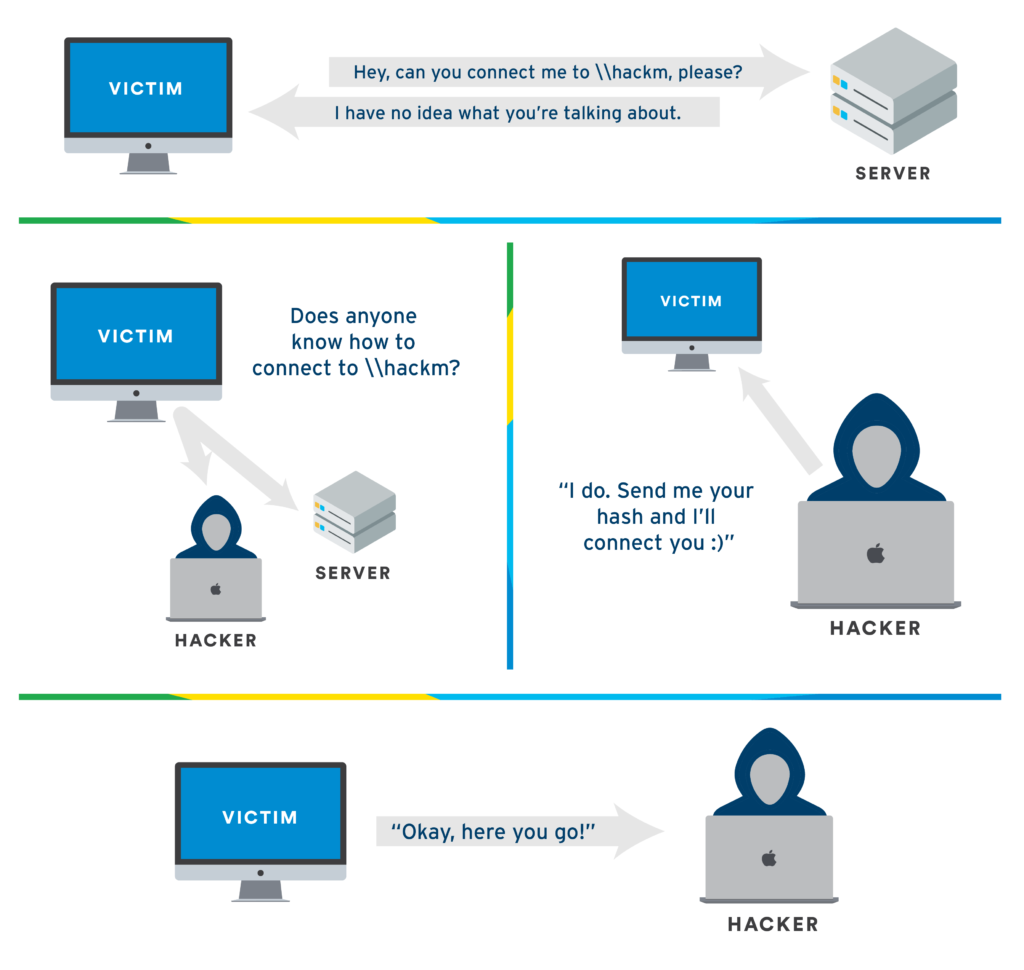 VICTIM
Hey, can you connect me to \\hackm, please?
I have no idea what you're talking about.
SERVER
VICTIM
Does anyone
know how to
connect to \\hackm?
SERVER
HACKER
VICTIM
“I do. Send me your
hash and I'll
connect you :)”
HACKER
VICTIM
“Okay, here you go!”
HACKER